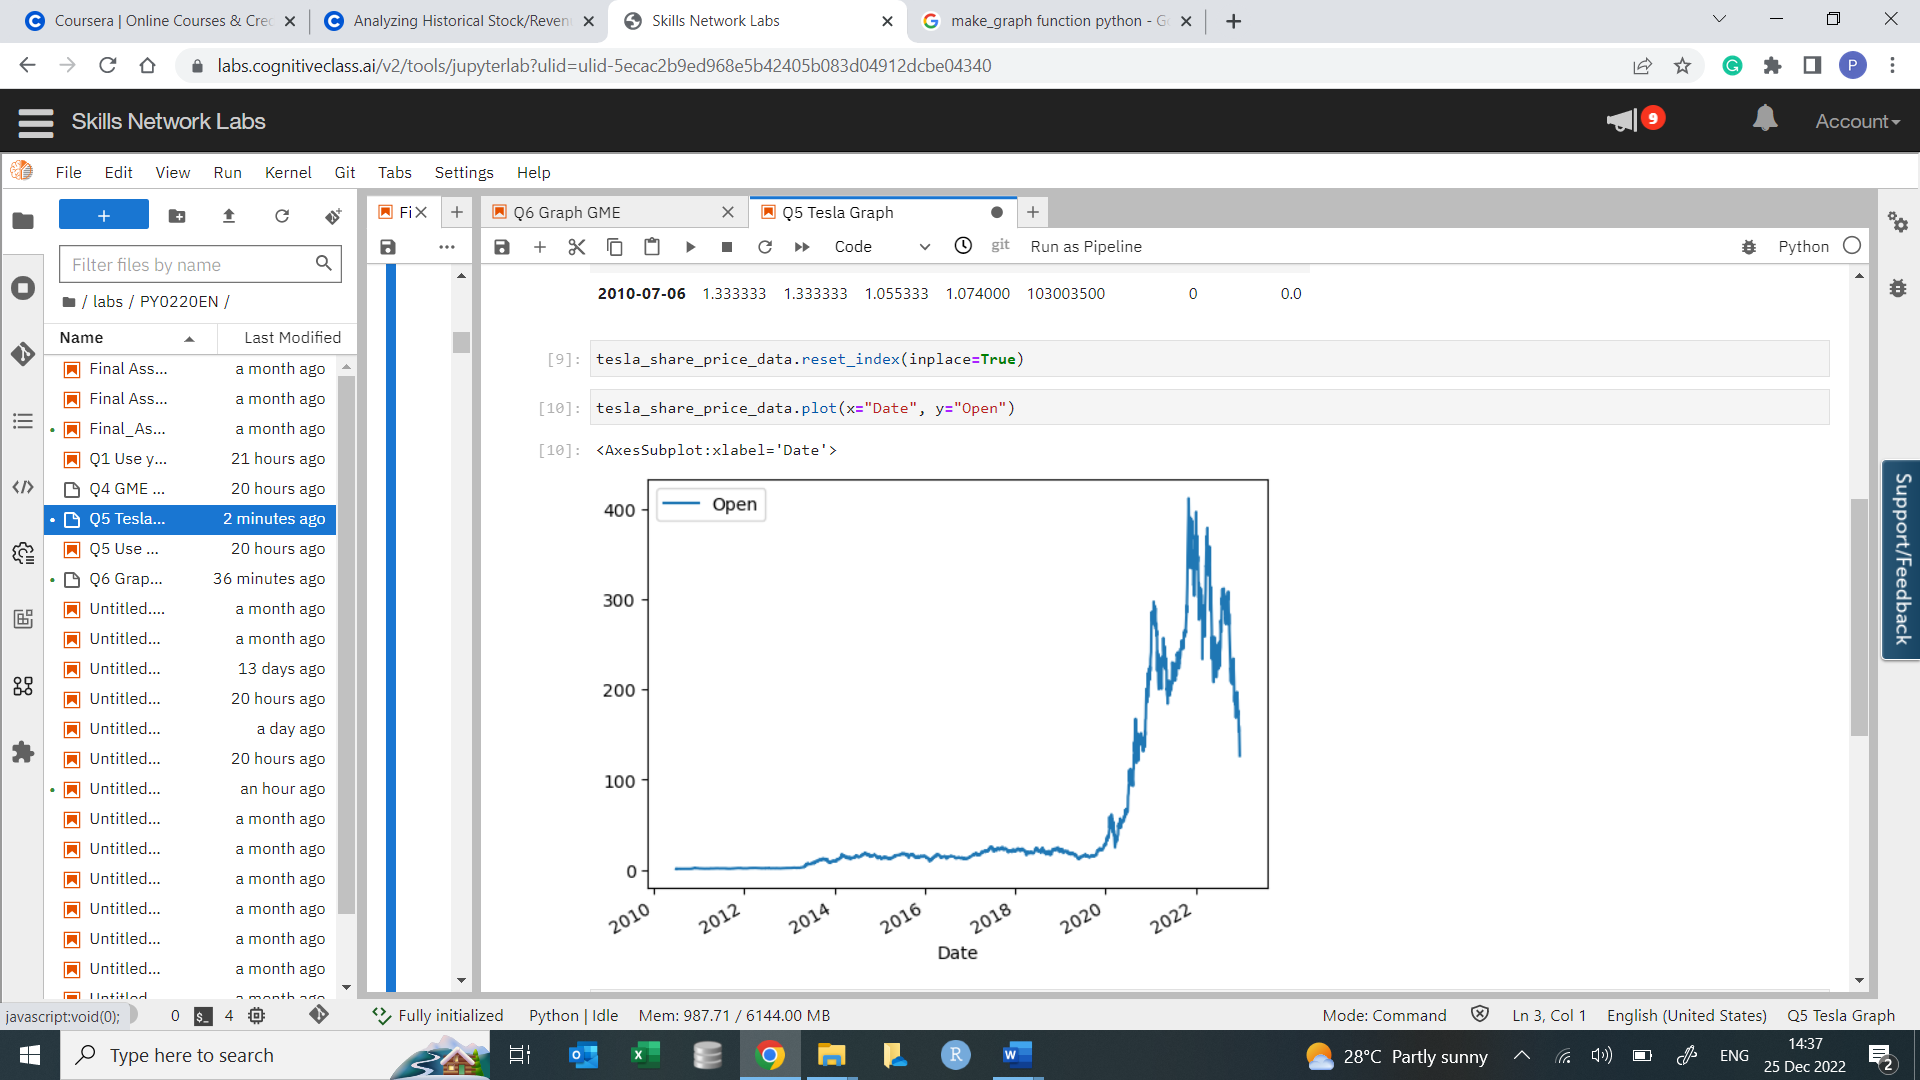 Coursera | Online Courses & Cre
Analyzing Historical Stock/Reven
Skills Network Labs
make_graph function python - G
labs.cognitiveclass.ai/v2/tools/jupyterlab?ulid=ulid-5ecac2b9ed968e5b42405b083d04912dcbe04340
P
Skills Network Labs
9
Account
File Edit View Run Kernel Git Tabs Settings Help
Fi
Q6 Graph GME
Q5 Tesla Graph
Code
git
Run as Pipeline
Python
Filter files by name
/ labs / PY0220EN /
Name Last Modified
Final Ass... a month ago
Final Ass... a month ago
Final_As... a month ago
Q1 Use y... 21 hours ago
Q4 GME ... 20 hours ago
Q5 Tesla... 2 minutes ago
Q5 Use ... 20 hours ago
Q6 Grap... 36 minutes ago
Untitled.... a month ago
Untitled... a month ago
Untitled... 13 days ago
Untitled... 20 hours ago
Untitled... a day ago
Untitled... 20 hours ago
Untitled... an hour ago
Untitled... a month ago
Untitled... a month ago
Untitled... a month ago
Untitled... a month ago
Untitled... a month ago
Untitled... a month ago
Untitled a month ago
2010-07-06 1.333333 1.333333 1.055333 1.074000 103003500 0 0.0
[9]: tesla_share_price_data.reset_index(inplace=True)
[10]: tesla_share_price_data.plot(x="Date", y="Open")
[10]: <AxesSubplot:xlabel='Date'>
Open
400
300
200
100
0
2010 2012 2014 2016 2018 2020 2022
Date
Support/Feedback
javascript:void(0);
0 $_ 4
Fully initialized
Python | Idle
Mem: 987.71 / 6144.00 MB
Mode: Command
Ln 3, Col 1
English (United States)
Q5 Tesla Graph
Type here to search
28°C Partly sunny
ENG
14:37
25 Dec 2022
2